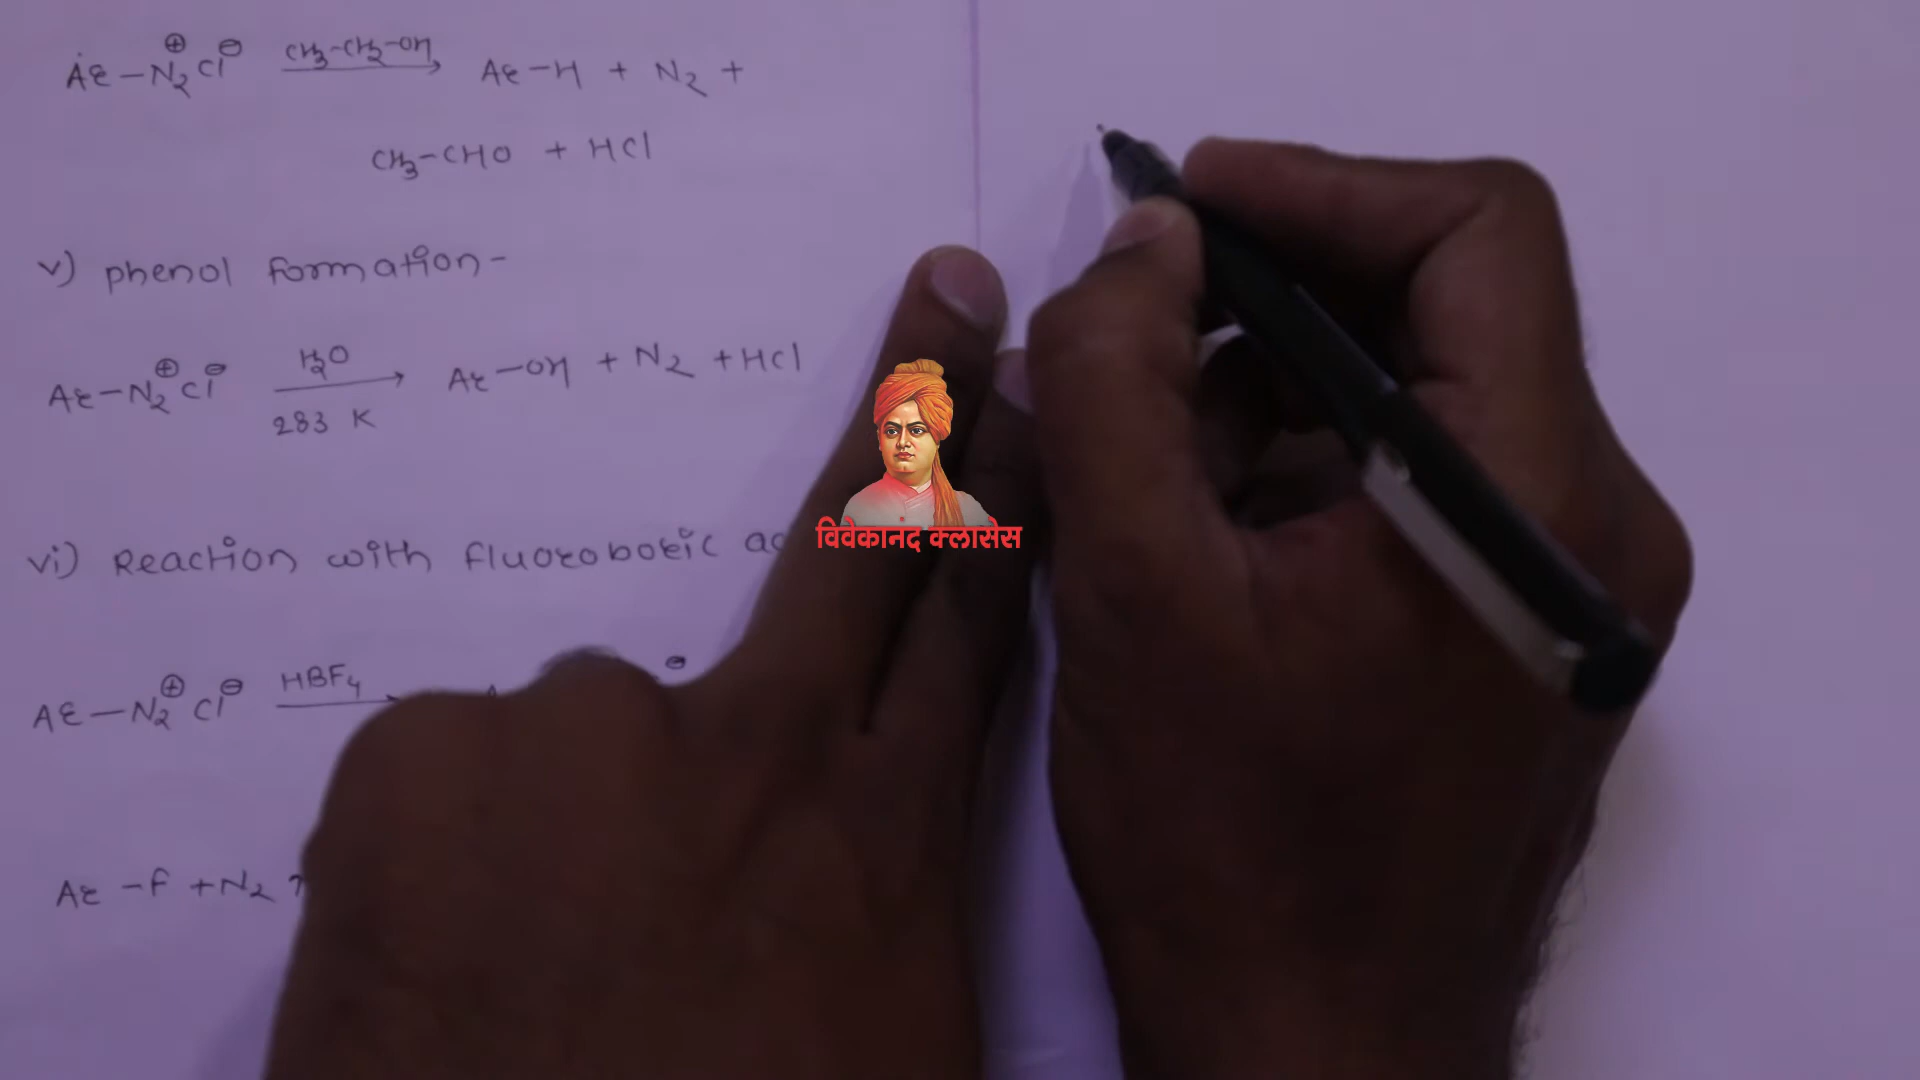 Ar-N₂⊕Cl⊖ CH₃-CH₂-OH → Ar-H + N₂ +
CH₃-CHO + HCl
v) phenol formation-
Ar-N₂⊕Cl⊖ H₂O → 283 K Ar-OH + N₂ + HCl
vi) Reaction with fluoroboric
Ar-N₂⊕Cl⊖ HBF₄ →
Ar-F + N₂ ↑
विवेकानंद क्लासेस